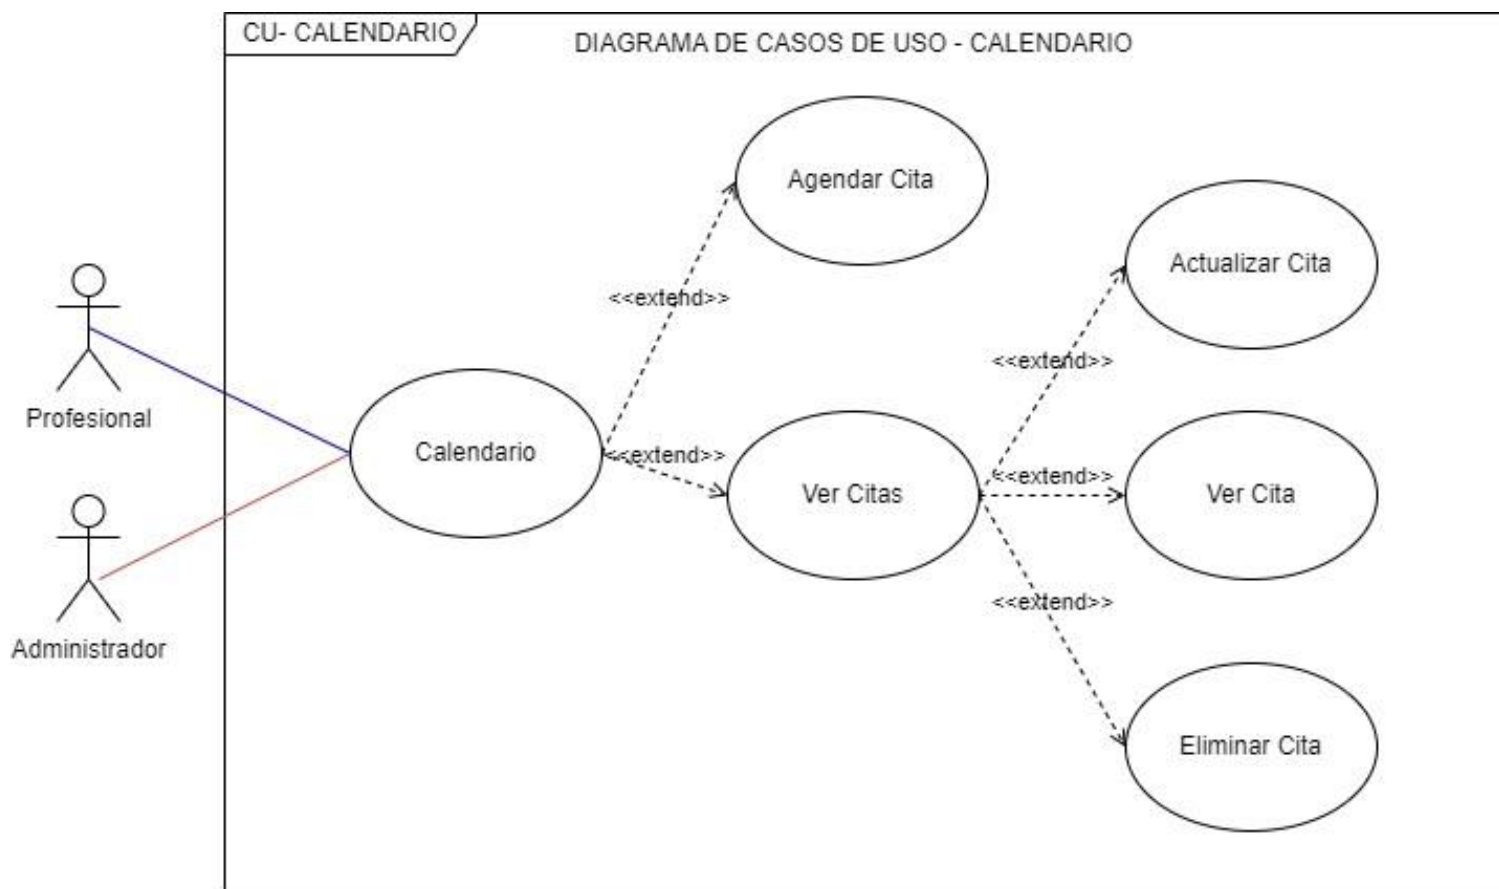 CU- CALENDARIO
DIAGRAMA DE CASOS DE USO - CALENDARIO
Agendar Cita
Actualizar Cita
<<extend>>
<<extend>>
Profesional
Calendario
<<extend>>
Ver Citas
<<extend>>
Ver Cita
<<extend>>
Administrador
Eliminar Cita